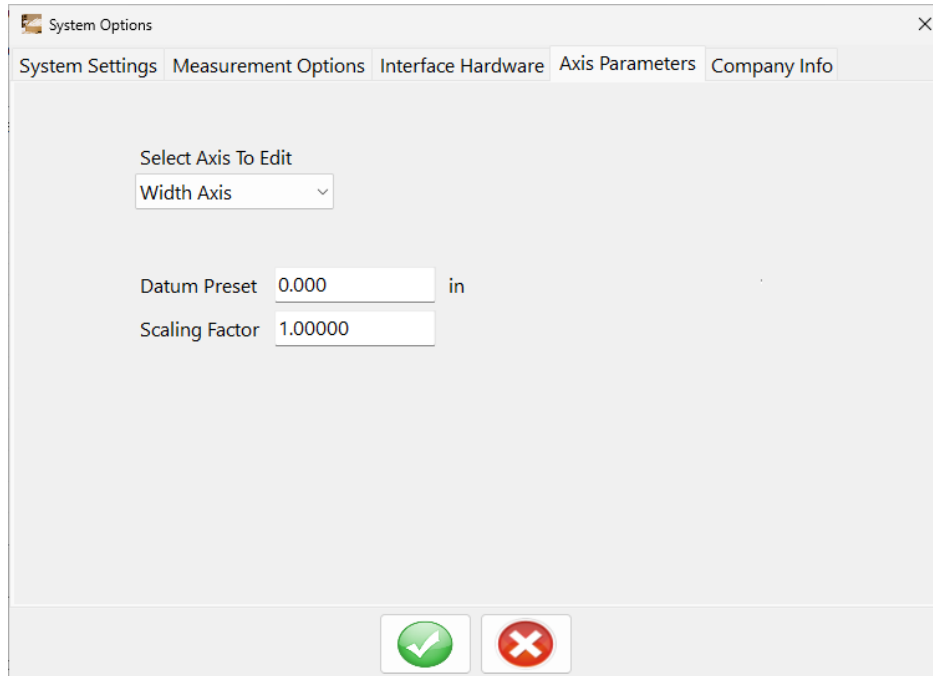 System Options
System Settings Measurement Options Interface Hardware Axis Parameters Company Info
Select Axis To Edit
Width Axis
Datum Preset 0.000 in
Scaling Factor 1.00000